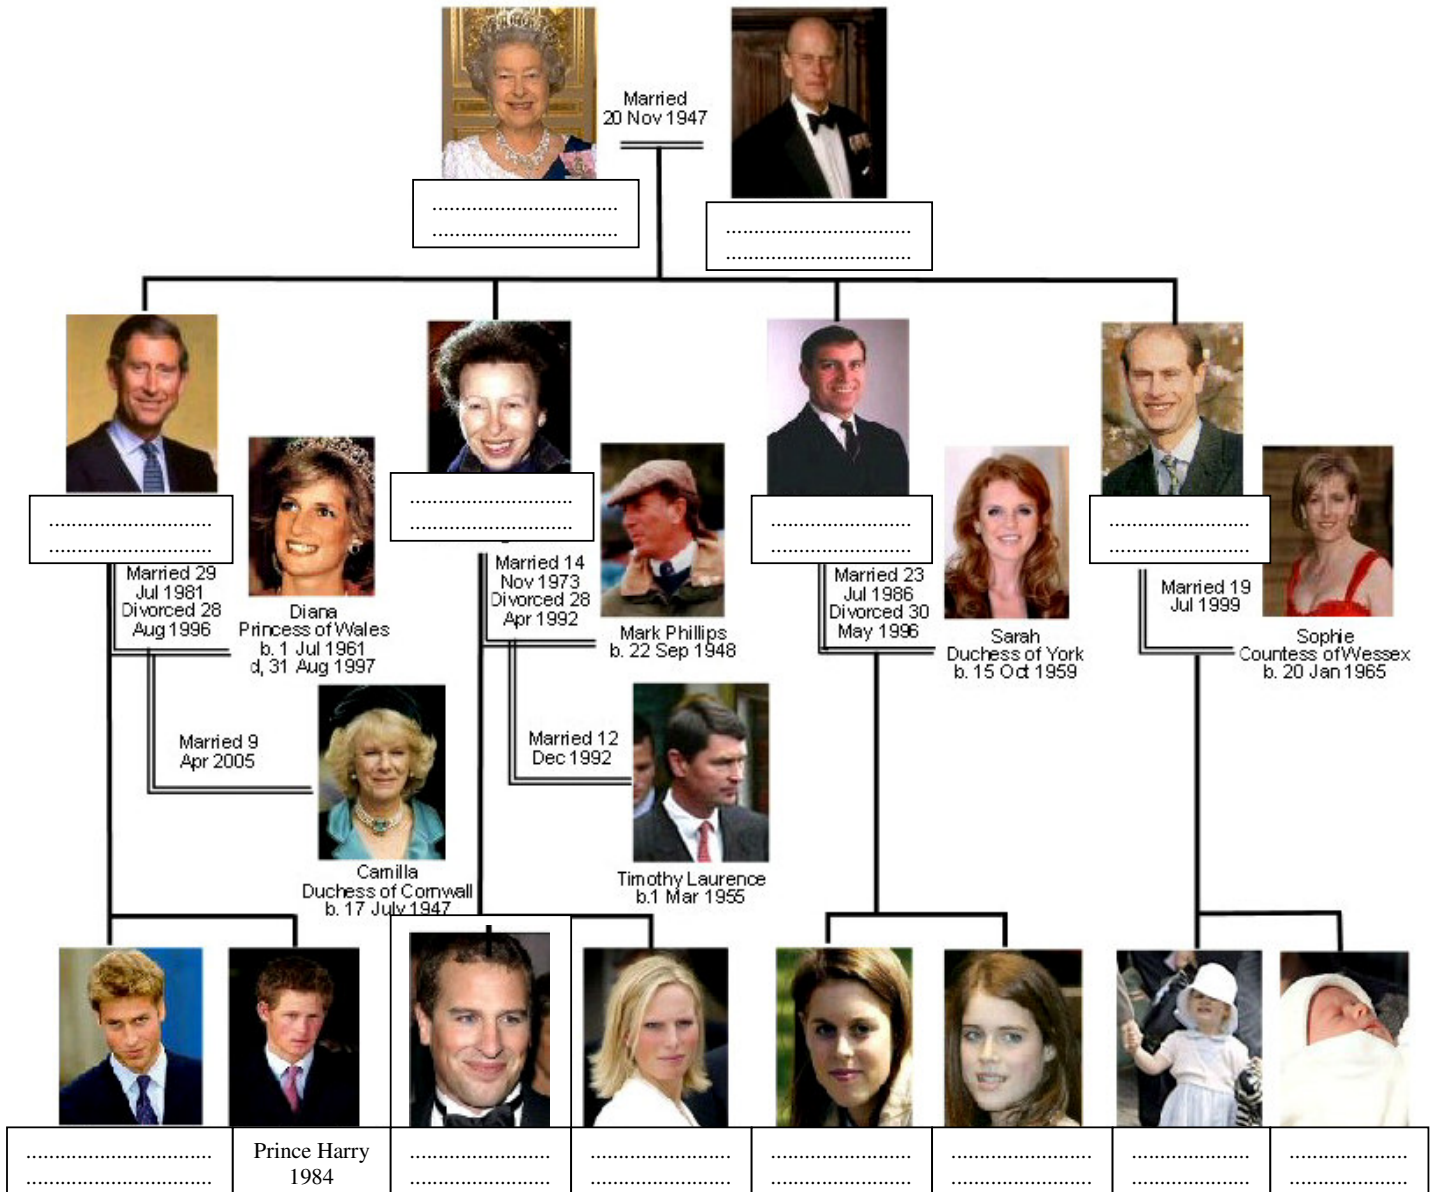 Married
20 Nov 1947
................................
................................
................................
................................
............................
............................
............................
............................
........................
........................
........................
........................
Married 29
Jul 1981
Divorced 28
Aug 1996
Diana
Princess of Wales
b. 1 Jul 1961
d, 31 Aug 1997
Married 14
Nov 1973
Divorced 28
Apr 1992
Mark Phillips
b. 22 Sep 1948
Married 23
Jul 1986
Divorced 30
May 1996
Sarah
Duchess of York
b. 15 Oct 1959
Married 19
Jul 1999
Sophie
Countess of Wessex
b. 20 Jan 1965
Married 9
Apr 2005
Camilla
Duchess of Cornwall
b. 17 July 1947
Married 12
Dec 1992
Timothy Laurence
b.1 Mar 1955
................................
................................
Prince Harry
1984
........................
........................
........................
........................
........................
........................
........................
........................
....................
....................
....................
....................